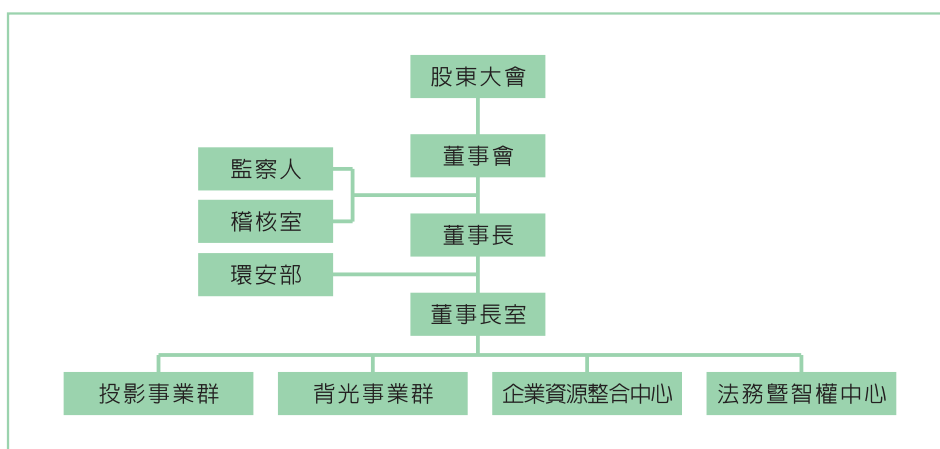 股東大會
董事會
監察人
稽核室
董事長
環安部
董事長室
投影事業群
背光事業群
企業資源整合中心
法務暨智權中心